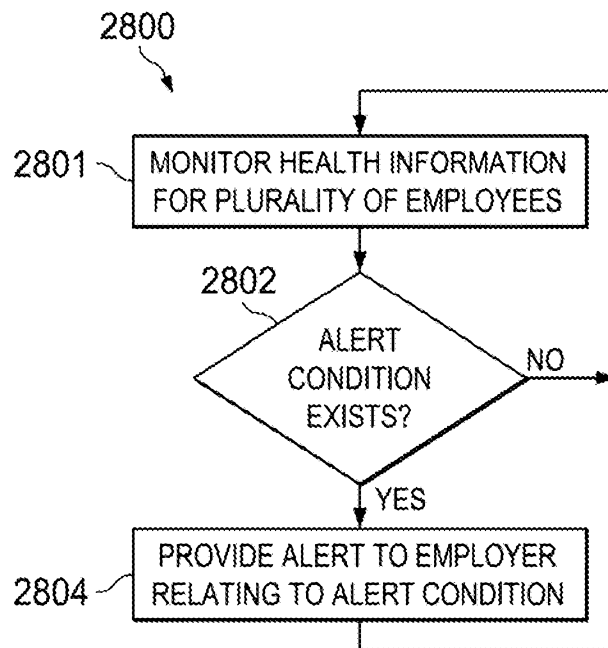 2800
2801
MONITOR HEALTH INFORMATION
FOR PLURALITY OF EMPLOYEES
2802
ALERT
CONDITION
EXISTS?
NO
YES
2804
PROVIDE ALERT TO EMPLOYER
RELATING TO ALERT CONDITION